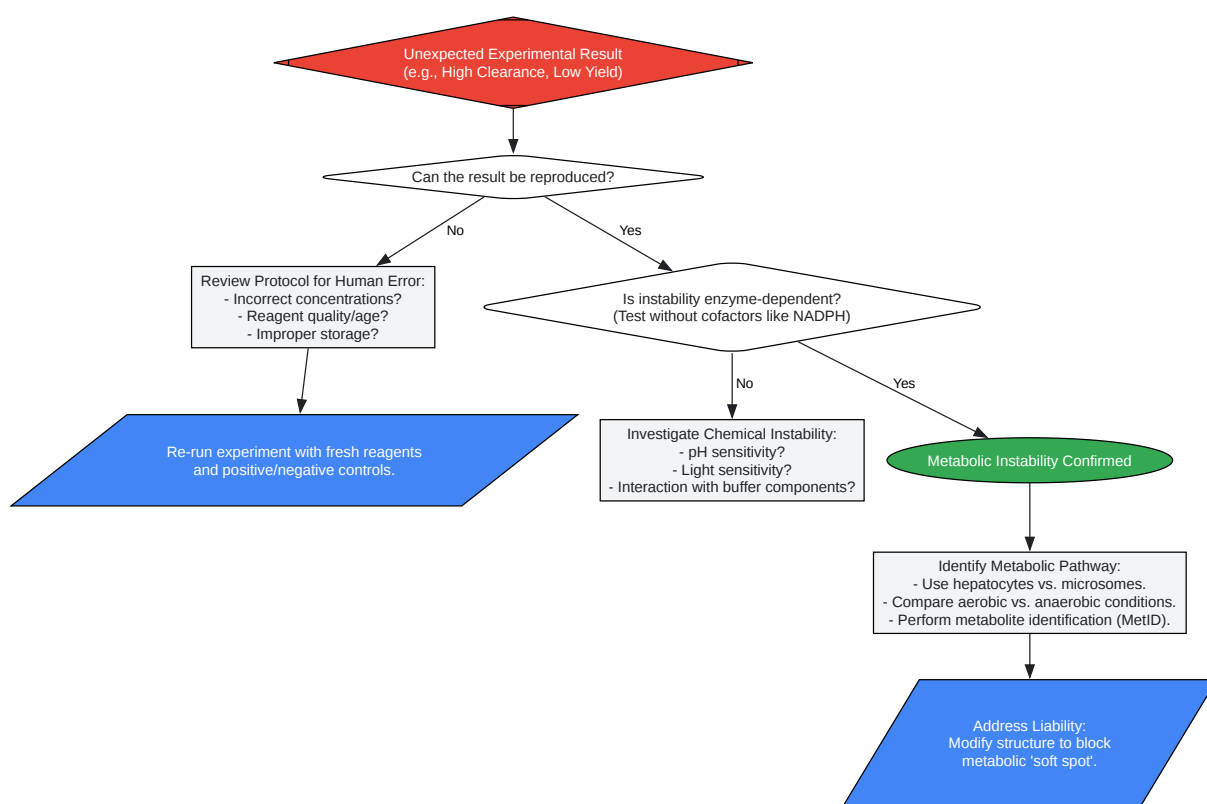 Unexpected Experimental Result
(e.g., High Clearance, Low Yield)
Can the result be reproduced?
No
Yes
Review Protocol for Human Error:
- Incorrect concentrations?
- Reagent quality/age?
- Improper storage?
Is instability enzyme-dependent?
(Test without cofactors like NADPH)
No
Yes
Re-run experiment with fresh reagents
and positive/negative controls.
Investigate Chemical Instability:
- pH sensitivity?
- Light sensitivity?
- Interaction with buffer components?
Metabolic Instability Confirmed
Identify Metabolic Pathway:
- Use hepatocytes vs. microsomes.
- Compare aerobic vs. anaerobic conditions.
- Perform metabolite identification (MetID).
Address Liability:
Modify structure to block
metabolic 'soft spot'.